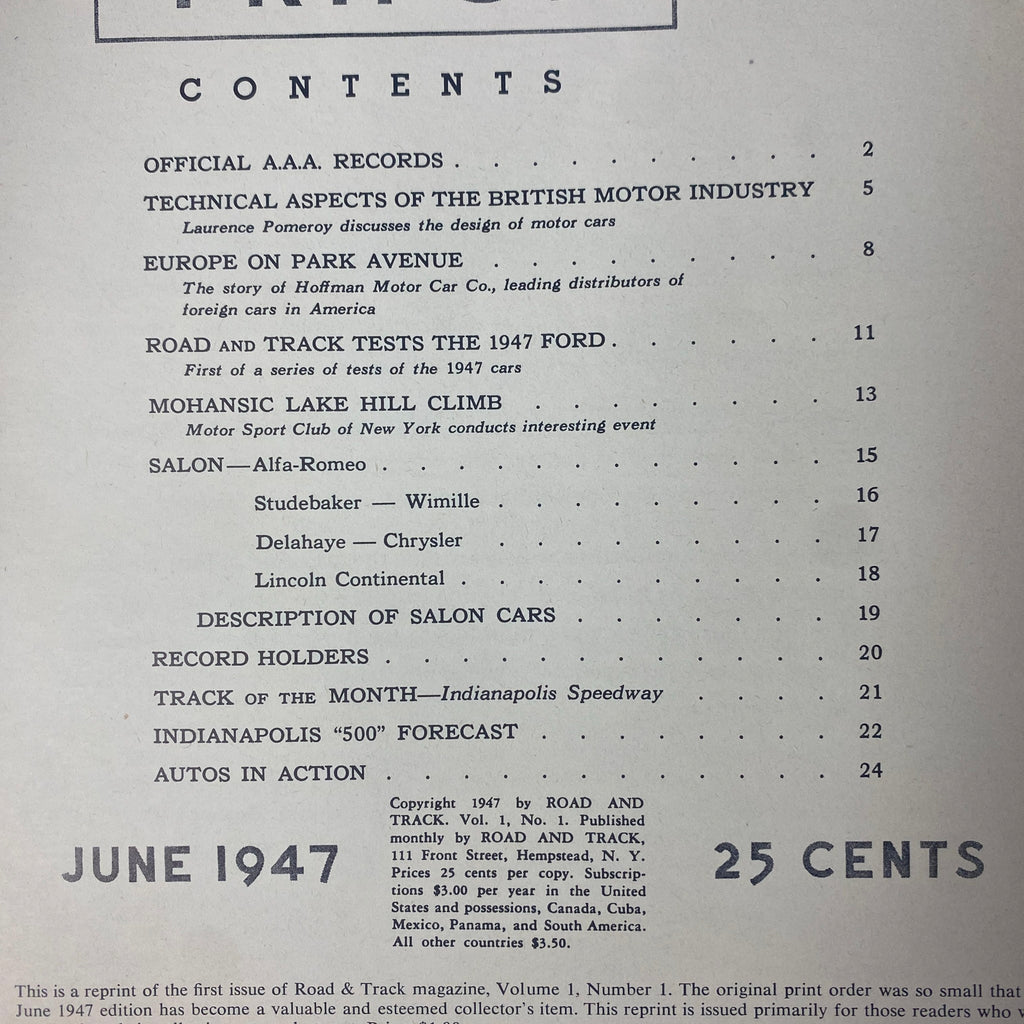 CONTENTS
OFFICIAL A.A.A. RECORDS . . . . . . . . . . 2
TECHNICAL ASPECTS OF THE BRITISH MOTOR INDUSTRY 5
Laurence Pomeroy discusses the design of motor cars
EUROPE ON PARK AVENUE . . . . . . . . . 8
The story of Hoffman Motor Car Co., leading distributors of
foreign cars in America
ROAD AND TRACK TESTS THE 1947 FORD . . . . . . 11
First of a series of tests of the 1947 cars
MOHANSIC LAKE HILL CLIMB . . . . . . . . 13
Motor Sport Club of New York conducts interesting event
SALON—Alfa-Romeo . . . . . . . . . . . . 15
Studebaker — Wimille . . . . . . . . . 16
Delahaye — Chrysler . . . . . . . . . 17
Lincoln Continental . . . . . . . . . . 18
DESCRIPTION OF SALON CARS . . . . . . . 19
RECORD HOLDERS . . . . . . . . . . . . 20
TRACK OF THE MONTH—Indianapolis Speedway . . . . 21
INDIANAPOLIS “500” FORECAST . . . . . . . . 22
AUTOS IN ACTION . . . . . . . . . . . . 24
Copyright 1947 by ROAD AND
TRACK. Vol. 1, No. 1. Published
monthly by ROAD AND TRACK,
111 Front Street, Hempstead, N. Y.
Prices 25 cents per copy. Subscrip-
tions $3.00 per year in the United
States and possessions, Canada, Cuba,
Mexico, Panama, and South America.
All other countries $3.50.
JUNE 1947
25 CENTS
This is a reprint of the first issue of Road & Track magazine, Volume 1, Number 1. The original print order was so small that
June 1947 edition has become a valuable and esteemed collector's item. This reprint is issued primarily for those readers who